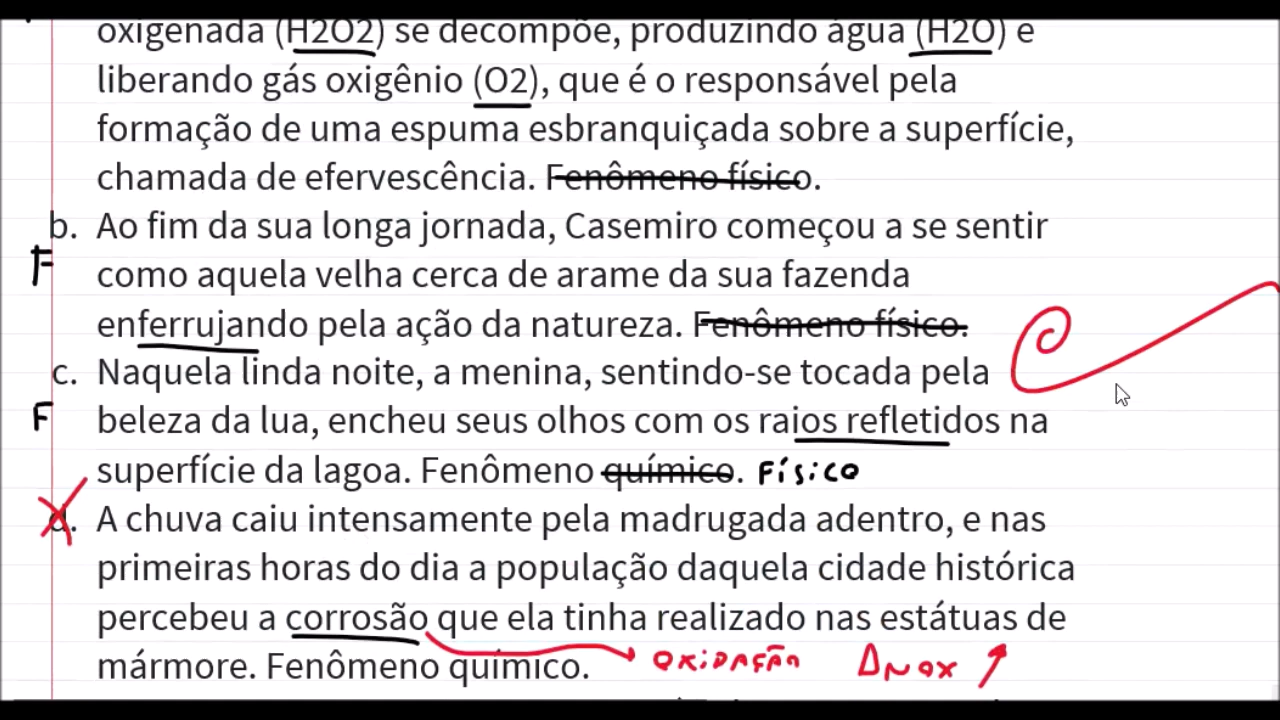 oxigenada (H2O2) se decompõe, produzindo água (H2O) e
liberando gás oxigênio (O2), que é o responsável pela
formação de uma espuma esbranquiçada sobre a superfície,
chamada de efervescência. Fenômeno físico.
b. Ao fim da sua longa jornada, Casemiro começou a se sentir
F como aquela velha cerca de arame da sua fazenda
enferrujando pela ação da natureza. Fenômeno físico.
c. Naquela linda noite, a menina, sentindo-se tocada pela
F beleza da lua, encheu seus olhos com os raios refletidos na
superfície da lagoa. Fenômeno químico. Físico
d. A chuva caiu intensamente pela madrugada adentro, e nas
primeiras horas do dia a população daquela cidade histórica
percebeu a corrosão que ela tinha realizado nas estátuas de
mármore. Fenômeno químico. OXIDAÇÃO ΔNOX